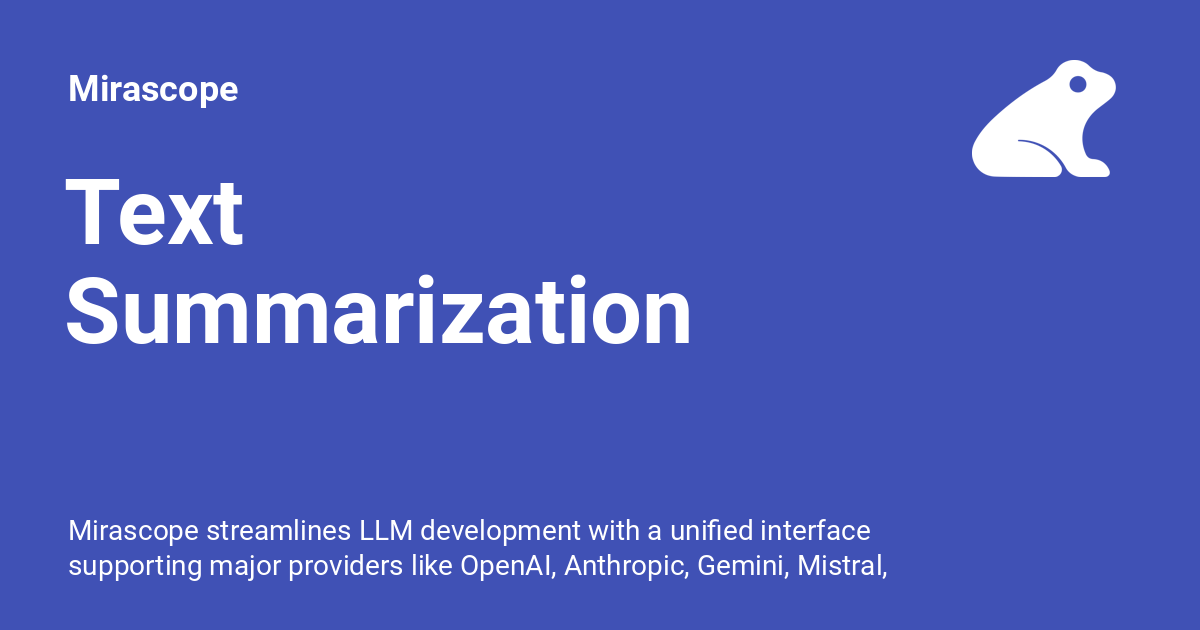 Mirascope
Text
Summarization
Mirascope streamlines LLM development with a unified interface
supporting major providers like OpenAI, Anthropic, Gemini, Mistral,